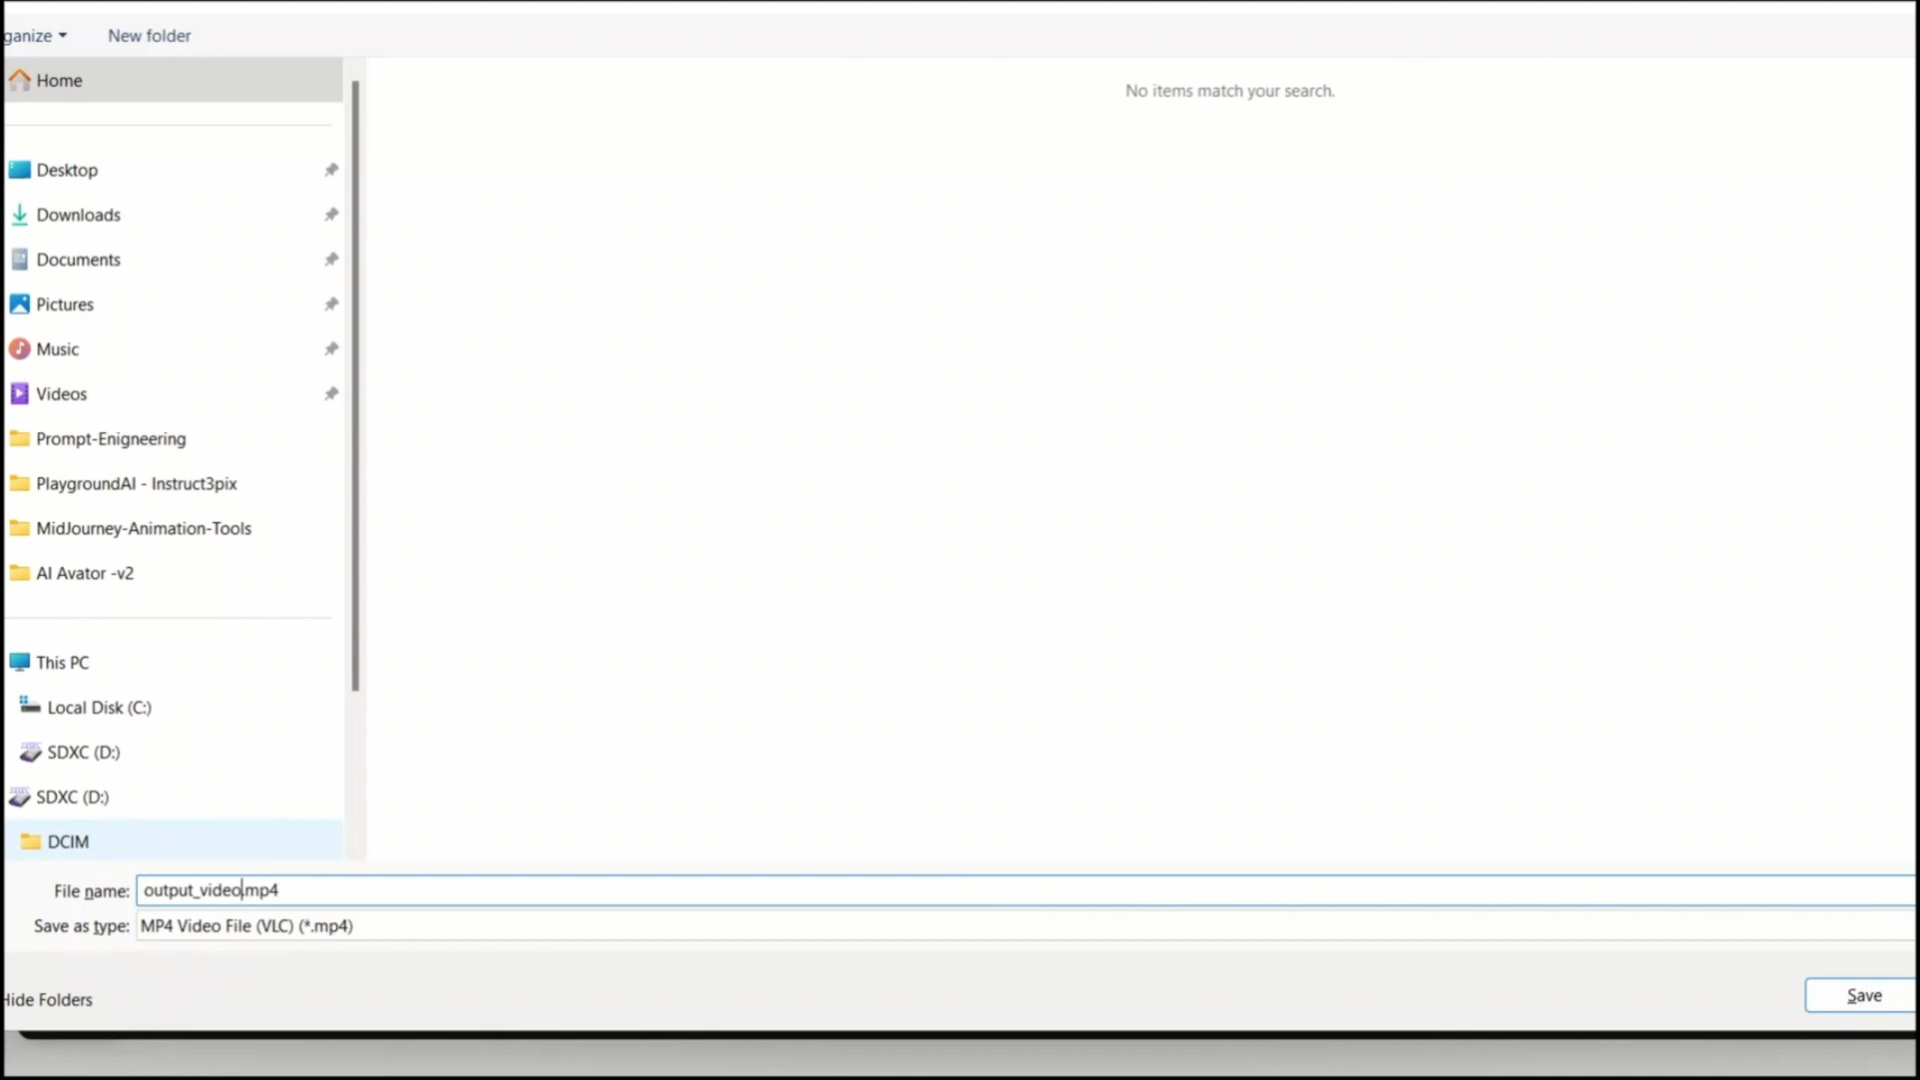 ganize New folder
Home
No items match your search.
Desktop
Downloads
Documents
Pictures
Music
Videos
Prompt-Enigneering
PlaygroundAI - Instruct3pix
MidJourney-Animation-Tools
AI Avator -v2
This PC
Local Disk (C:)
SDXC (D:)
SDXC (D:)
DCIM
File name: output_video.mp4
Save as type: MP4 Video File (VLC) (*.mp4)
Hide Folders
Save